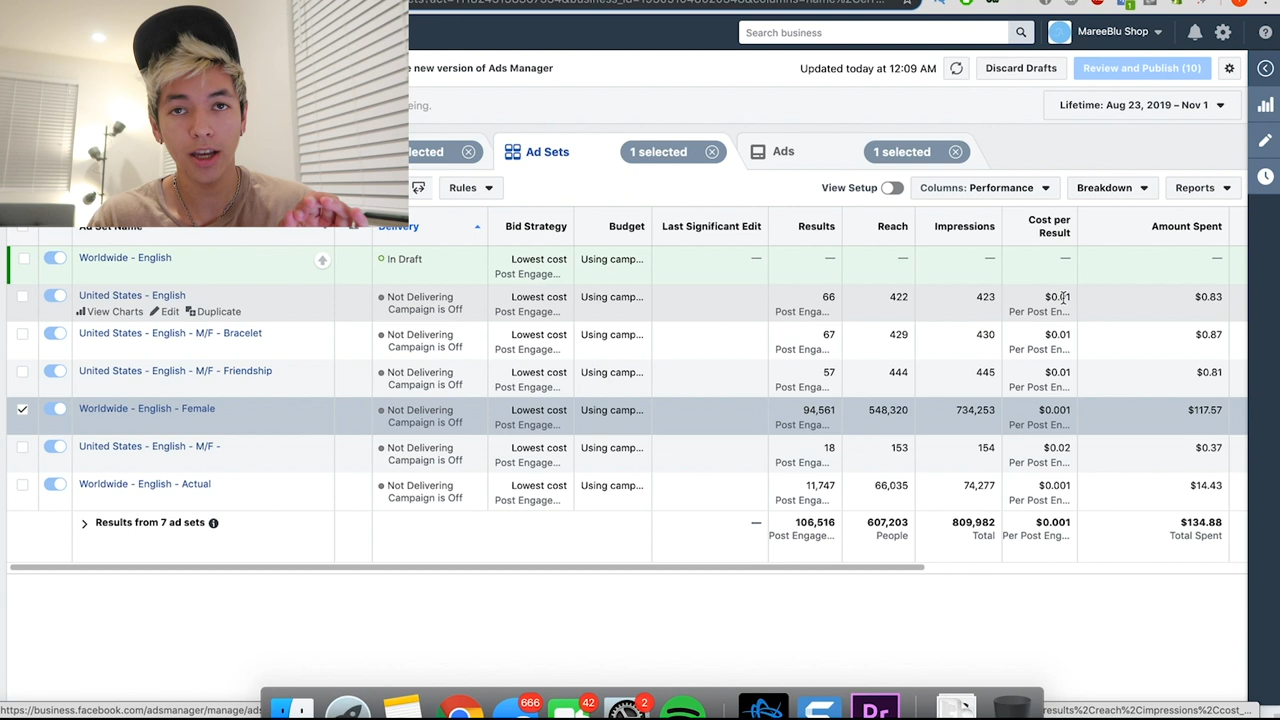 Search business
MareeBlu Shop
e new version of Ads Manager
Updated today at 12:09 AM
Discard Drafts
Review and Publish (10)
eing.
Lifetime: Aug 23, 2019 – Nov 1
lected
Ad Sets
1 selected
Ads
1 selected
Rules
View Setup
Columns: Performance
Breakdown
Reports
Ad Set Name
Delivery
Bid Strategy
Budget
Last Significant Edit
Results
Reach
Impressions
Cost per
Result
Amount Spent
Worldwide - English
In Draft
Lowest cost
Post Engage...
Using camp...
— — — — — —
United States - English
View Charts Edit Duplicate
Not Delivering
Campaign is Off
Lowest cost
Post Engage...
Using camp...
66
Post Enga...
422
423
$0.01
Per Post En...
$0.83
United States - English - M/F - Bracelet
Not Delivering
Campaign is Off
Lowest cost
Post Engage...
Using camp...
67
Post Enga...
429
430
$0.01
Per Post En...
$0.87
United States - English - M/F - Friendship
Not Delivering
Campaign is Off
Lowest cost
Post Engage...
Using camp...
57
Post Enga...
444
445
$0.01
Per Post En...
$0.81
Worldwide - English - Female
Not Delivering
Campaign is Off
Lowest cost
Post Engage...
Using camp...
94,561
Post Enga...
548,320
734,253
$0.001
Per Post En...
$117.57
United States - English - M/F -
Not Delivering
Campaign is Off
Lowest cost
Post Engage...
Using camp...
18
Post Enga...
153
154
$0.02
Per Post En...
$0.37
Worldwide - English - Actual
Not Delivering
Campaign is Off
Lowest cost
Post Engage...
Using camp...
11,747
Post Enga...
66,035
74,277
$0.001
Per Post En...
$14.43
Results from 7 ad sets
—
106,516
Post Engage...
607,203
People
809,982
Total
$0.001
Per Post Eng...
$134.88
Total Spent
666
42
2
Pr
https://business.facebook.com/adsmanager/manage/ads
results%2Creach%2Cimpressions%2Ccost_...